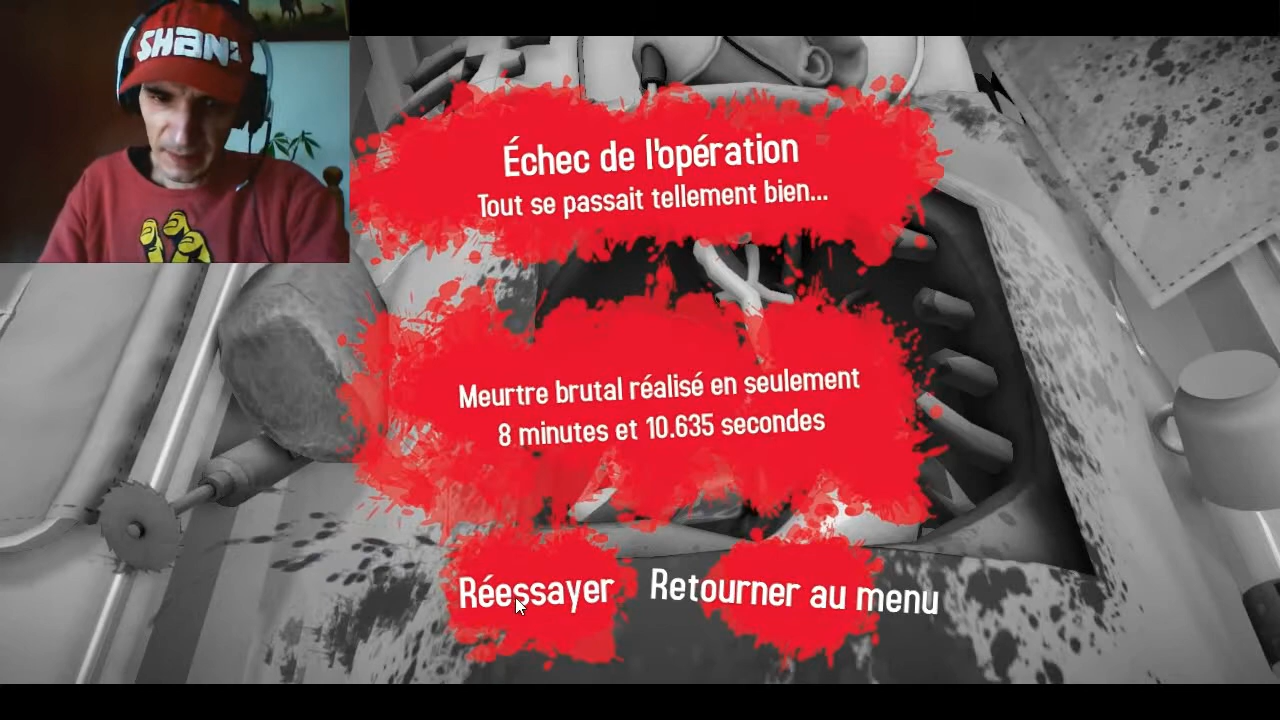 SHAN
Échec de l'opération
Tout se passait tellement bien...
Meurtre brutal réalisé en seulement
8 minutes et 10.635 secondes
Réessayer
Retourner au menu